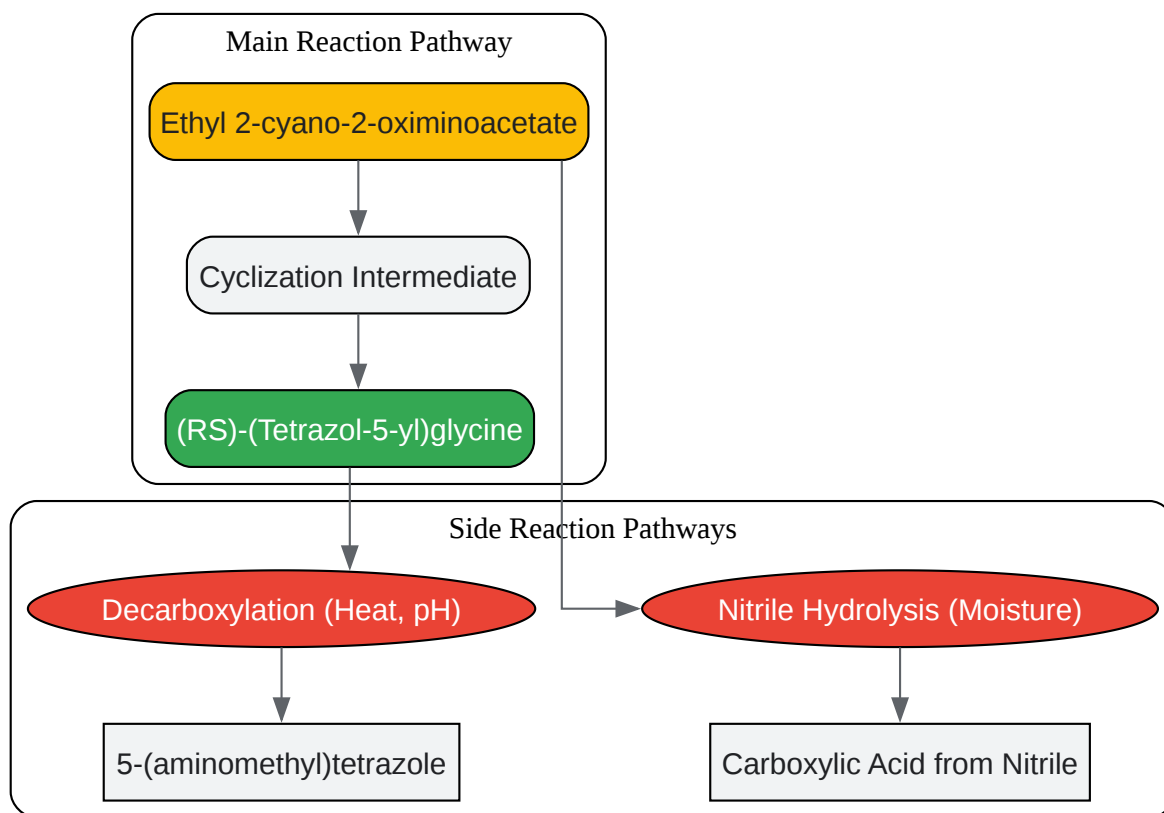 Main Reaction Pathway
Ethyl 2-cyano-2-oximinoacetate
Cyclization Intermediate
(RS)-(Tetrazol-5-yl)glycine
Side Reaction Pathways
Decarboxylation (Heat, pH)
Nitrile Hydrolysis (Moisture)
5-(aminomethyl)tetrazole
Carboxylic Acid from Nitrile